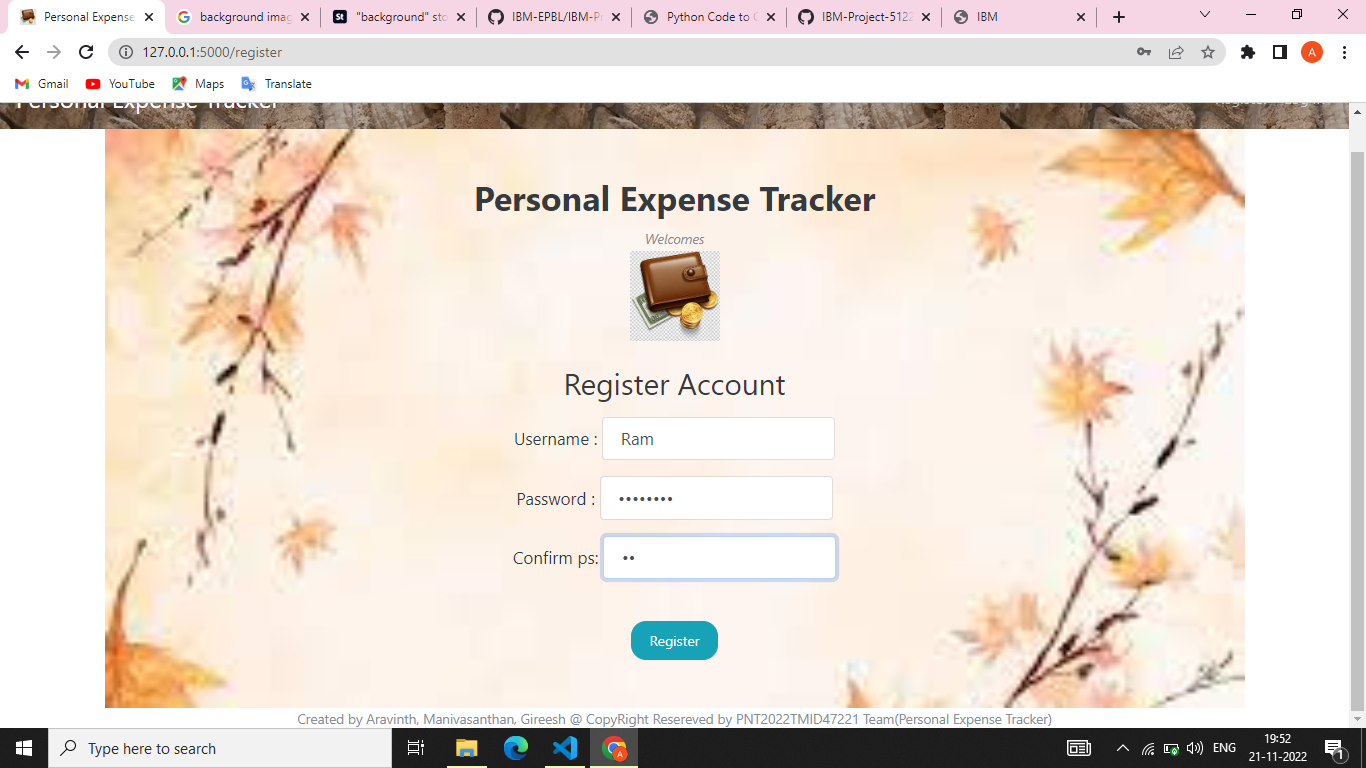 Personal Expense
background imag
"background" sto
IBM-EPBL/IBM-Pr
Python Code to C
IBM-Project-5122
IBM
127.0.0.1:5000/register
A
Gmail
YouTube
Maps
Translate
Personal Expense Tracker
Personal Expense Tracker
Welcomes
Register Account
Username :
Ram
Password :
Confirm ps:
Register
Created by Aravinth, Manivasanthan, Gireesh @ CopyRight Resereved by PNT2022TMID47221 Team(Personal Expense Tracker)
Type here to search
ENG
19:52
21-11-2022
1